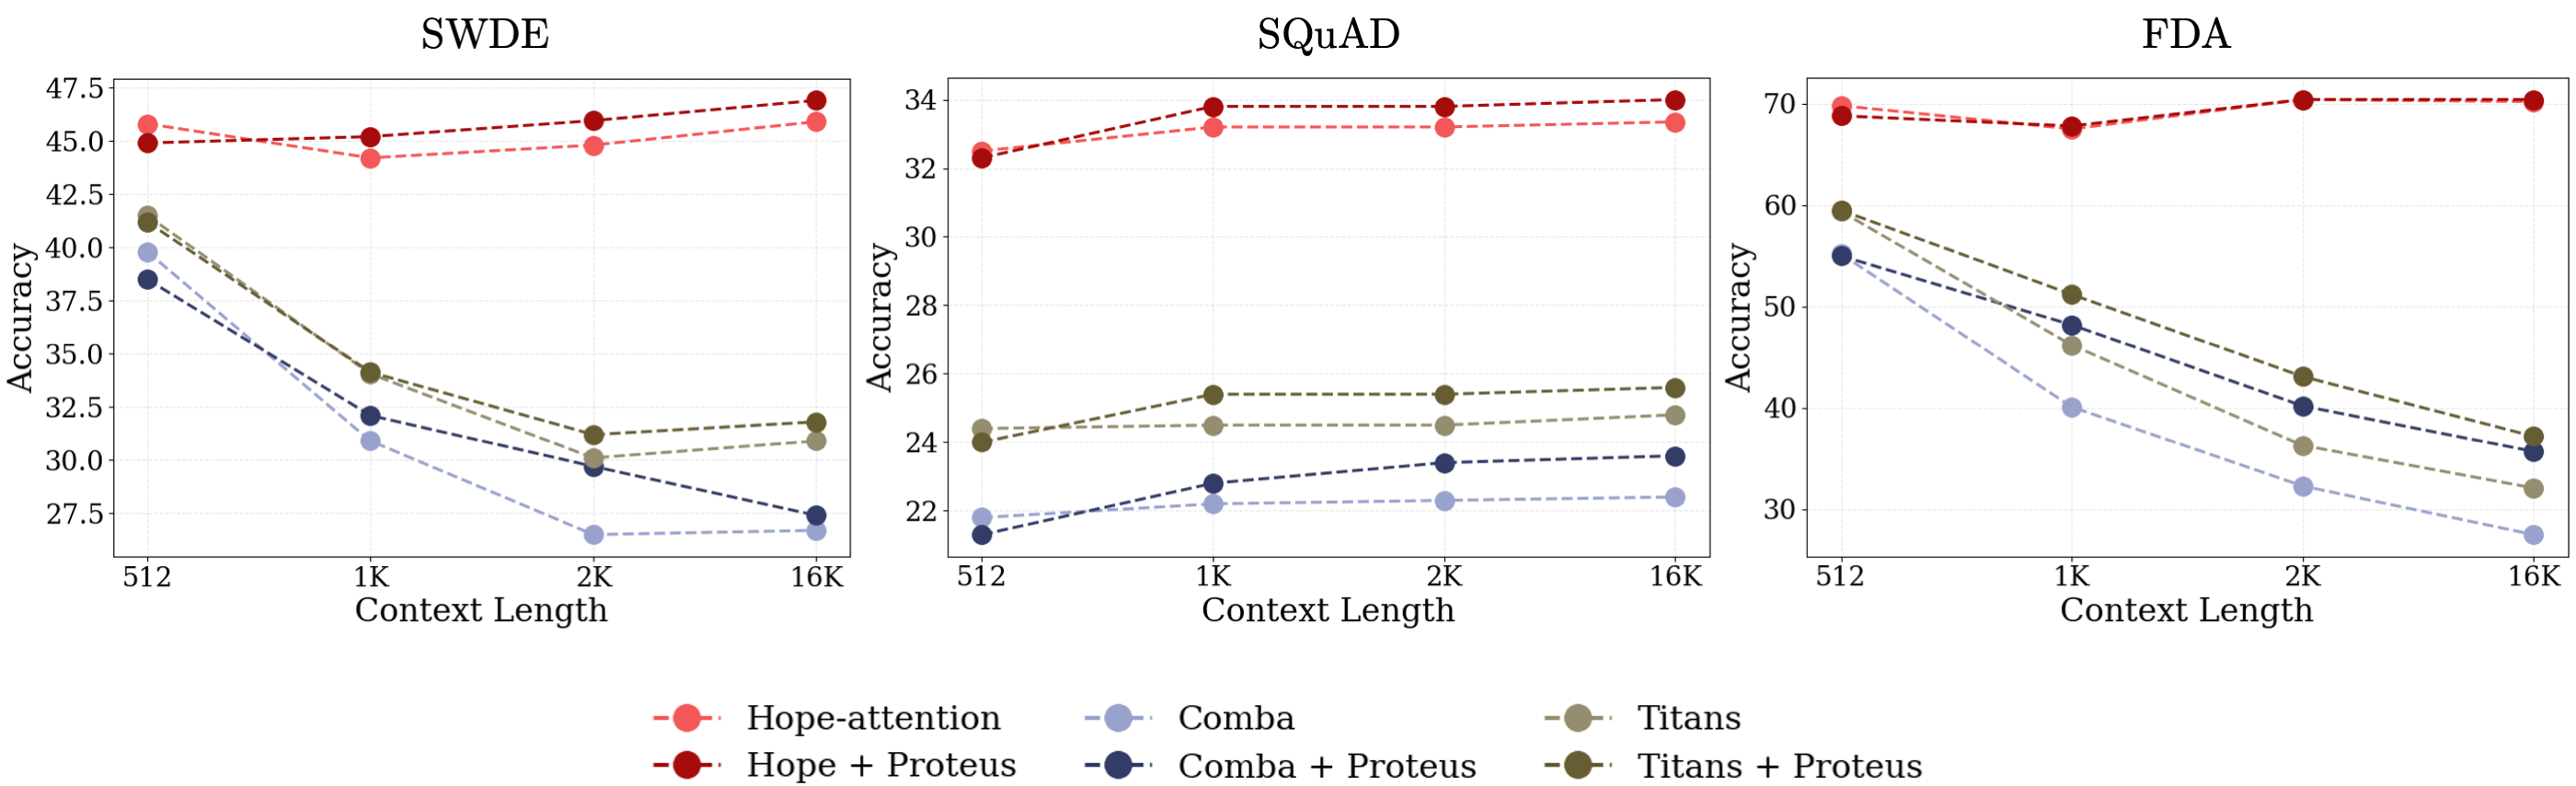 SWDE
SQuAD
FDA
47.5
45.0
42.5
40.0
37.5
35.0
32.5
30.0
27.5
Accuracy
512 1K 2K 16K
Context Length
34
32
30
28
26
24
22
Accuracy
512 1K 2K 16K
Context Length
70
60
50
40
30
Accuracy
512 1K 2K 16K
Context Length
Hope-attention
Hope + Proteus
Comba
Comba + Proteus
Titans
Titans + Proteus